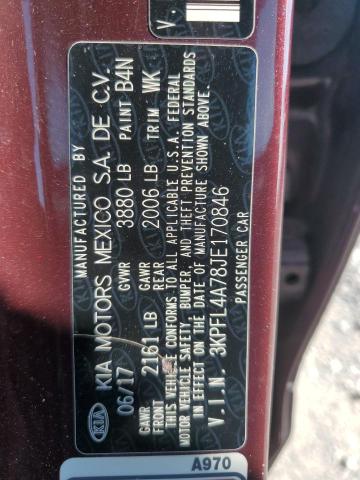 MANUFACTURED BY
KIA KIA MOTORS MEXICO S.A. DE C.V.
06/17 GVWR 3880 LB PAINT B4N
GAWR FRONT 2161 LB GAWR REAR 2006 LB TRIM WK
THIS VEHICLE CONFORMS TO ALL APPLICABLE U.S.A. FEDERAL
MOTOR VEHICLE SAFETY, BUMPER, AND THEFT PREVENTION STANDARDS
IN EFFECT ON THE DATE OF MANUFACTURE SHOWN ABOVE.
V.I.N. 3KPFL4A78JE170846
PASSENGER CAR
A970
V.